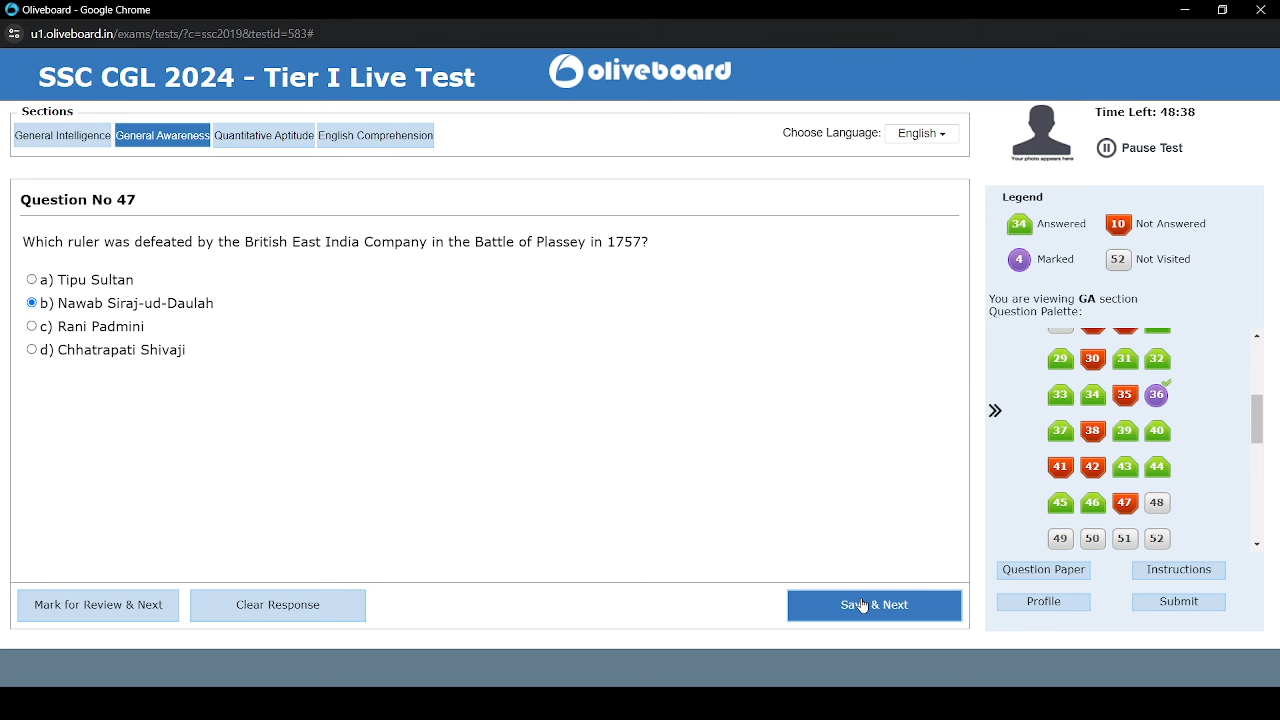 Oliveboard - Google Chrome
u1.oliveboard.in/exams/tests/?c=ssc2019&testid=583#
SSC CGL 2024 - Tier I Live Test
oliveboard
Sections
General Intelligence General Awareness Quantitative Aptitude English Comprehension
Choose Language: English
Your photo appears here
Time Left: 48:38
Pause Test
Question No 47
Which ruler was defeated by the British East India Company in the Battle of Plassey in 1757?
a) Tipu Sultan
b) Nawab Siraj-ud-Daulah
c) Rani Padmini
d) Chhatrapati Shivaji
Mark for Review & Next
Clear Response
Save & Next
Legend
34 Answered 10 Not Answered
4 Marked 52 Not Visited
You are viewing GA section
Question Palette:
29 30 31 32
33 34 35 36
37 38 39 40
41 42 43 44
45 46 47 48
49 50 51 52
Question Paper Instructions
Profile Submit